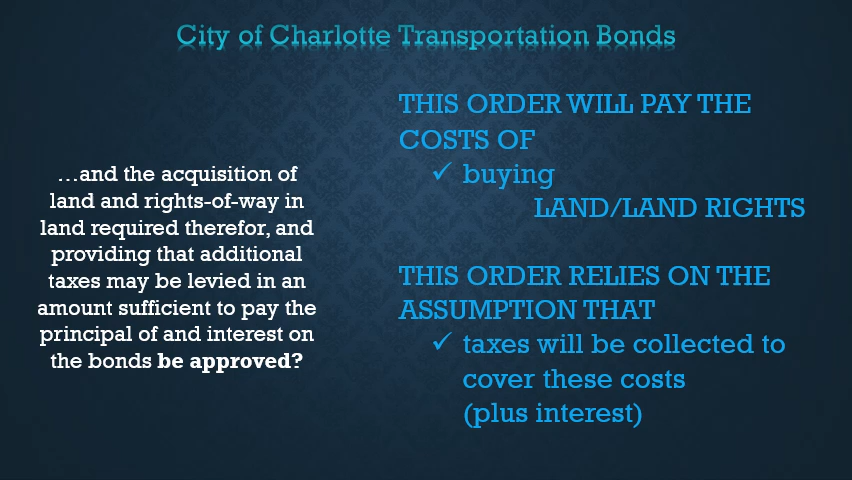 City of Charlotte Transportation Bonds
…and the acquisition of
land and rights-of-way in
land required therefor, and
providing that additional
taxes may be levied in an
amount sufficient to pay the
principal of and interest on
the bonds be approved?
THIS ORDER WILL PAY THE
COSTS OF
✓ buying
LAND/LAND RIGHTS
THIS ORDER RELIES ON THE
ASSUMPTION THAT
✓ taxes will be collected to
cover these costs
(plus interest)